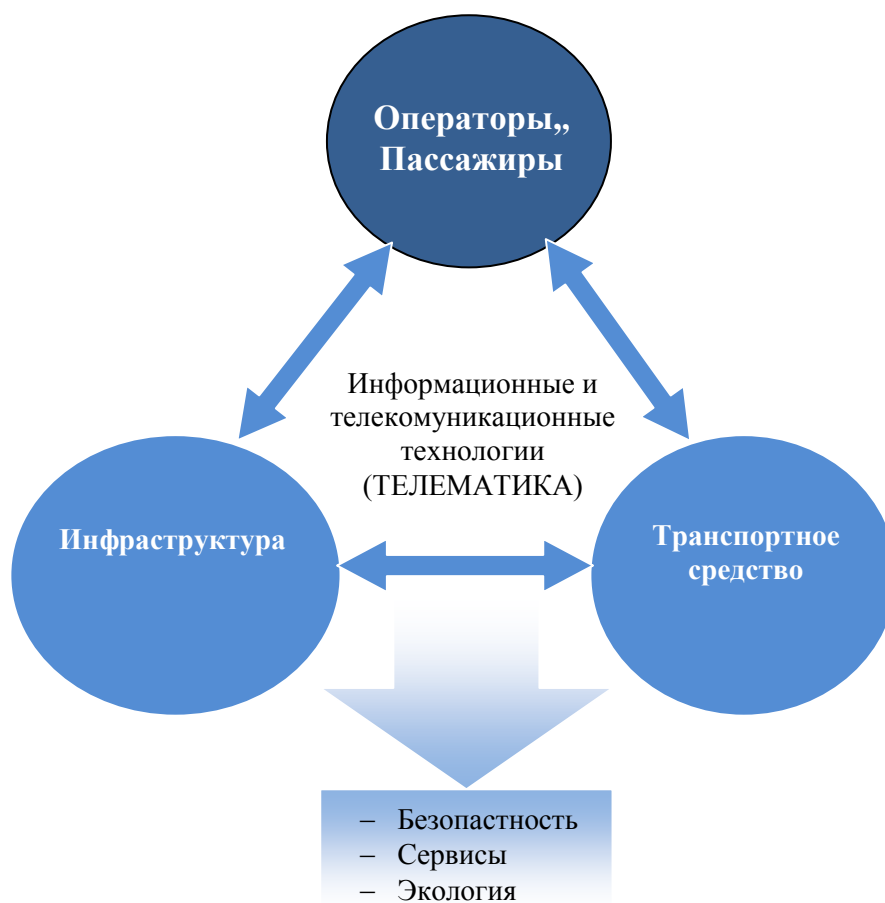 Операторы,,
Пассажиры
Информационные и
телекомуникационные
технологии
(ТЕЛЕМАТИКА)
Инфраструктура
Транспортное
средство
– Безопастность
– Сервисы
– Экология